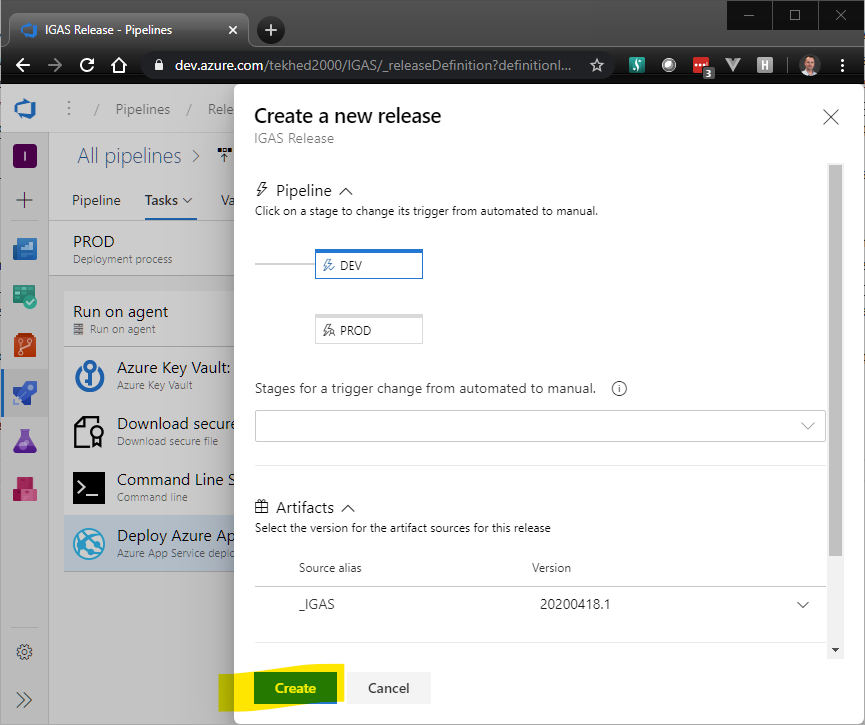 IGAS Release - Pipelines
dev.azure.com/tekhed2000/IGAS/_releaseDefinition?definitionI...
3
H
Pipelines / Rele
I
All pipelines
Pipeline Tasks Va
PROD
Deployment process
Run on agent
Run on agent
Azure Key Vault:
Azure Key Vault
Download secure
Download secure file
Command Line S
Command line
Deploy Azure Ap
Azure App Service deplo
Create a new release
IGAS Release
Pipeline
Click on a stage to change its trigger from automated to manual.
DEV
PROD
Stages for a trigger change from automated to manual.
Artifacts
Select the version for the artifact sources for this release
Source alias Version
_IGAS 20200418.1
Create Cancel